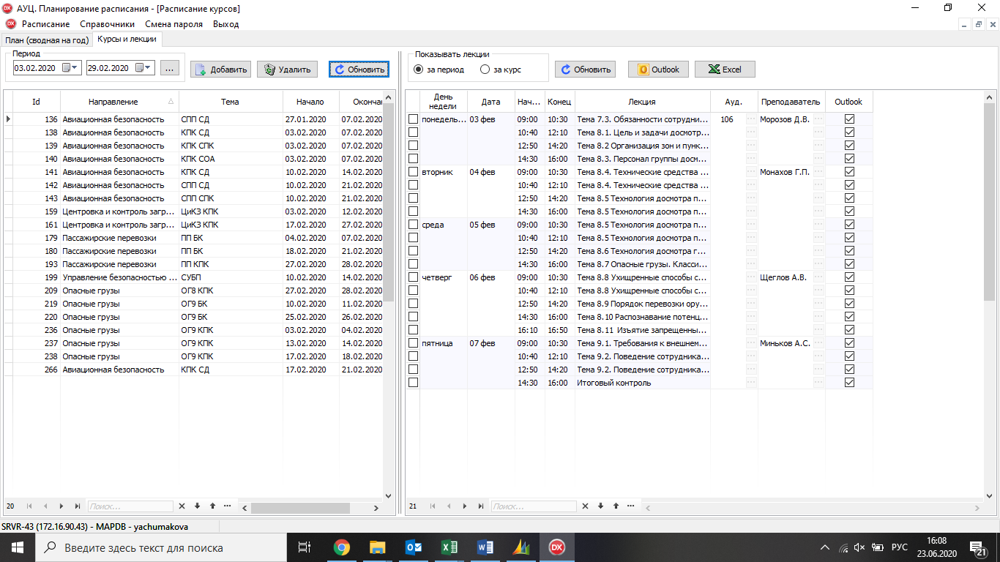 АУЦ. Планирование расписания - [Расписание курсов]
Расписание Справочники Смена пароля Выход
План (сводная на год) Курсы и лекции
Период
03.02.2020 29.02.2020 ... Добавить Удалить Обновить
Показывать лекции
за период за курс Обновить Outlook Excel
Id Направление Тема Начало Окончан
136 Авиационная безопасность СПП СД 27.01.2020 07.02.2020
138 Авиационная безопасность КПК СД 03.02.2020 07.02.2020
139 Авиационная безопасность КПК СПК 03.02.2020 07.02.2020
140 Авиационная безопасность КПК СОА 03.02.2020 07.02.2020
141 Авиационная безопасность КПК СД 10.02.2020 14.02.2020
142 Авиационная безопасность СПП СД 10.02.2020 21.02.2020
143 Авиационная безопасность СПП СПК 10.02.2020 21.02.2020
159 Центровка и контроль загр... ЦиКЗ КПК 03.02.2020 12.02.2020
161 Центровка и контроль загр... ЦиКЗ КПК 17.02.2020 27.02.2020
179 Пассажирские перевозки ПП БК 04.02.2020 07.02.2020
180 Пассажирские перевозки ПП БК 18.02.2020 21.02.2020
193 Пассажирские перевозки ПП КПК 27.02.2020 28.02.2020
199 Управление безопасностью ... СУБП 10.02.2020 14.02.2020
209 Опасные грузы ОГ8 КПК 27.02.2020 28.02.2020
219 Опасные грузы ОГ9 БК 10.02.2020 11.02.2020
220 Опасные грузы ОГ9 БК 25.02.2020 26.02.2020
236 Опасные грузы ОГ9 КПК 03.02.2020 04.02.2020
237 Опасные грузы ОГ9 КПК 13.02.2020 14.02.2020
238 Опасные грузы ОГ9 КПК 17.02.2020 18.02.2020
266 Авиационная безопасность КПК СД 17.02.2020 21.02.2020
20 Поиск...
День недели Дата Нач... Конец Лекция Ауд. Преподаватель Outlook
понедель... 03 фев 09:00 10:30 Тема 7.3. Обязанности сотрудни... 106 Морозов Д.В.
10:40 12:10 Тема 8.1. Цель и задачи досмотр...
12:50 14:20 Тема 8.2 Организация зон и пунк...
14:30 16:00 Тема 8.3. Персонал группы досм...
вторник 04 фев 09:00 10:30 Тема 8.4. Технические средства ... Монахов Г.П.
10:40 12:10 Тема 8.4. Технические средства ...
12:50 14:20 Тема 8.5 Технология досмотра п...
14:30 16:00 Тема 8.5 Технология досмотра п...
среда 05 фев 09:00 10:30 Тема 8.5 Технология досмотра п...
10:40 12:10 Тема 8.5 Технология досмотра п...
12:50 14:20 Тема 8.6 Технология досмотра г...
14:30 16:00 Тема 8.7 Опасные грузы. Класси...
четверг 06 фев 09:00 10:30 Тема 8.8 Ухищренные способы с... Щеглов А.В.
10:40 12:10 Тема 8.8 Ухищренные способы с...
12:50 14:20 Тема 8.9 Порядок перевозки ору...
14:30 16:00 Тема 8.10 Распознавание потенц...
16:10 16:50 Тема 8.11 Изъятие запрещенны...
пятница 07 фев 09:00 10:30 Тема 9.1. Требования к внешнем... Миньков А.С.
10:40 12:10 Тема 9.2. Поведение сотрудника...
12:50 14:20 Тема 9.2. Поведение сотрудника...
14:30 16:00 Итоговый контроль
21 Поиск...
SRVR-43 (172.16.90.43) - MAPDB - yachumakova
Введите здесь текст для поиска
РУС 16:08
23.06.2020
21